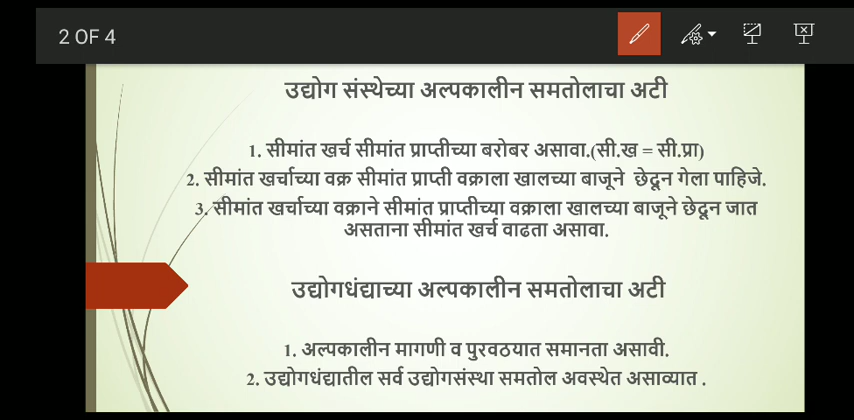 2 OF 4
उद्योग संस्थेच्या अल्पकालीन समतोलाचा अटी
1. सीमांत खर्च सीमांत प्राप्तीच्या बरोबर असावा.(सी.ख = सी.प्रा)
2. सीमांत खर्चाच्या वक्र सीमांत प्राप्ती वक्राला खालच्या बाजूने छेदून गेला पाहिजे.
3. सीमांत खर्चाच्या वक्राने सीमांत प्राप्तीच्या वक्राला खालच्या बाजूने छेदून जात
असताना सीमांत खर्च वाढता असावा.
उद्योगधंद्याच्या अल्पकालीन समतोलाचा अटी
1. अल्पकालीन मागणी व पुरवठयात समानता असावी.
2. उद्योगधंद्यातील सर्व उद्योगसंस्था समतोल अवस्थेत असाव्यात .